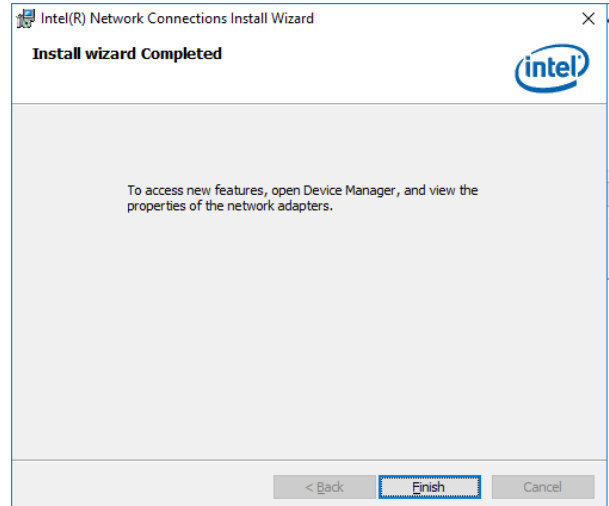 Intel(R) Network Connections Install Wizard
Install wizard Completed
intel
To access new features, open Device Manager, and view the
properties of the network adapters.
< Back
Finish
Cancel